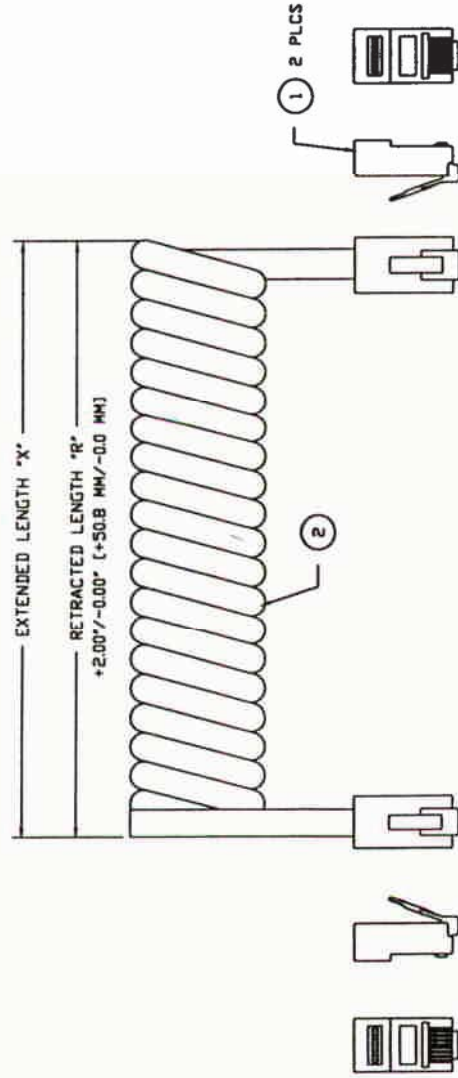 EXTENDED LENGTH "X"
RETRACTED LENGTH "R"
+2.00"/-0.00" [+50.8 MM/-0.0 MM]
1 2 PLCS
2